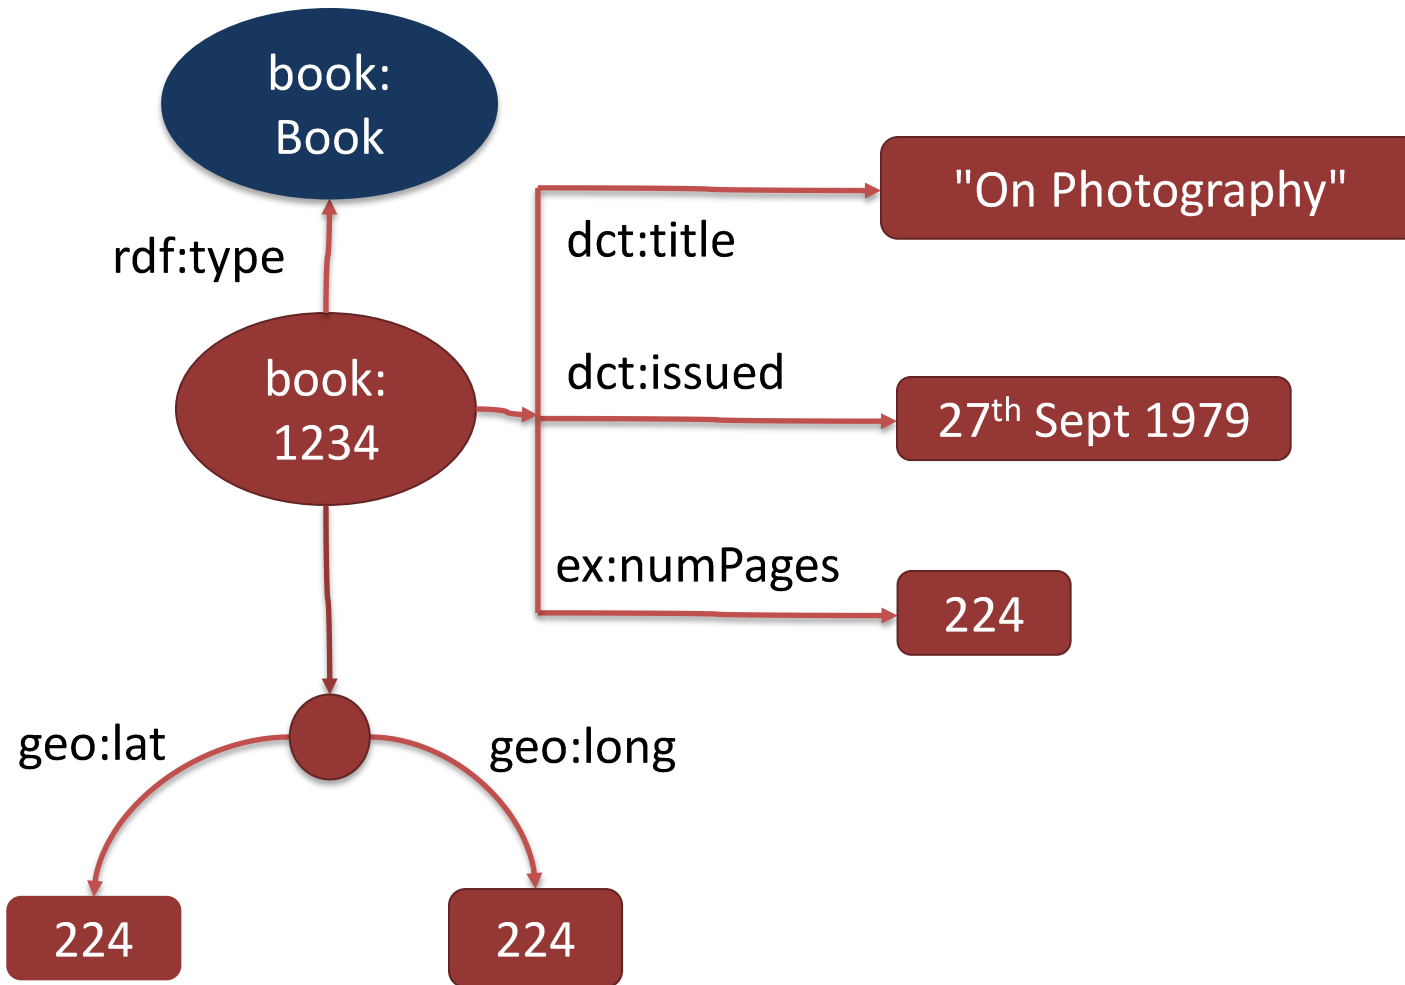 book:
Book
rdf:type
"On Photography"
dct:title
book:
1234
dct:issued
27th Sept 1979
ex:numPages
224
geo:lat
geo:long
224
224